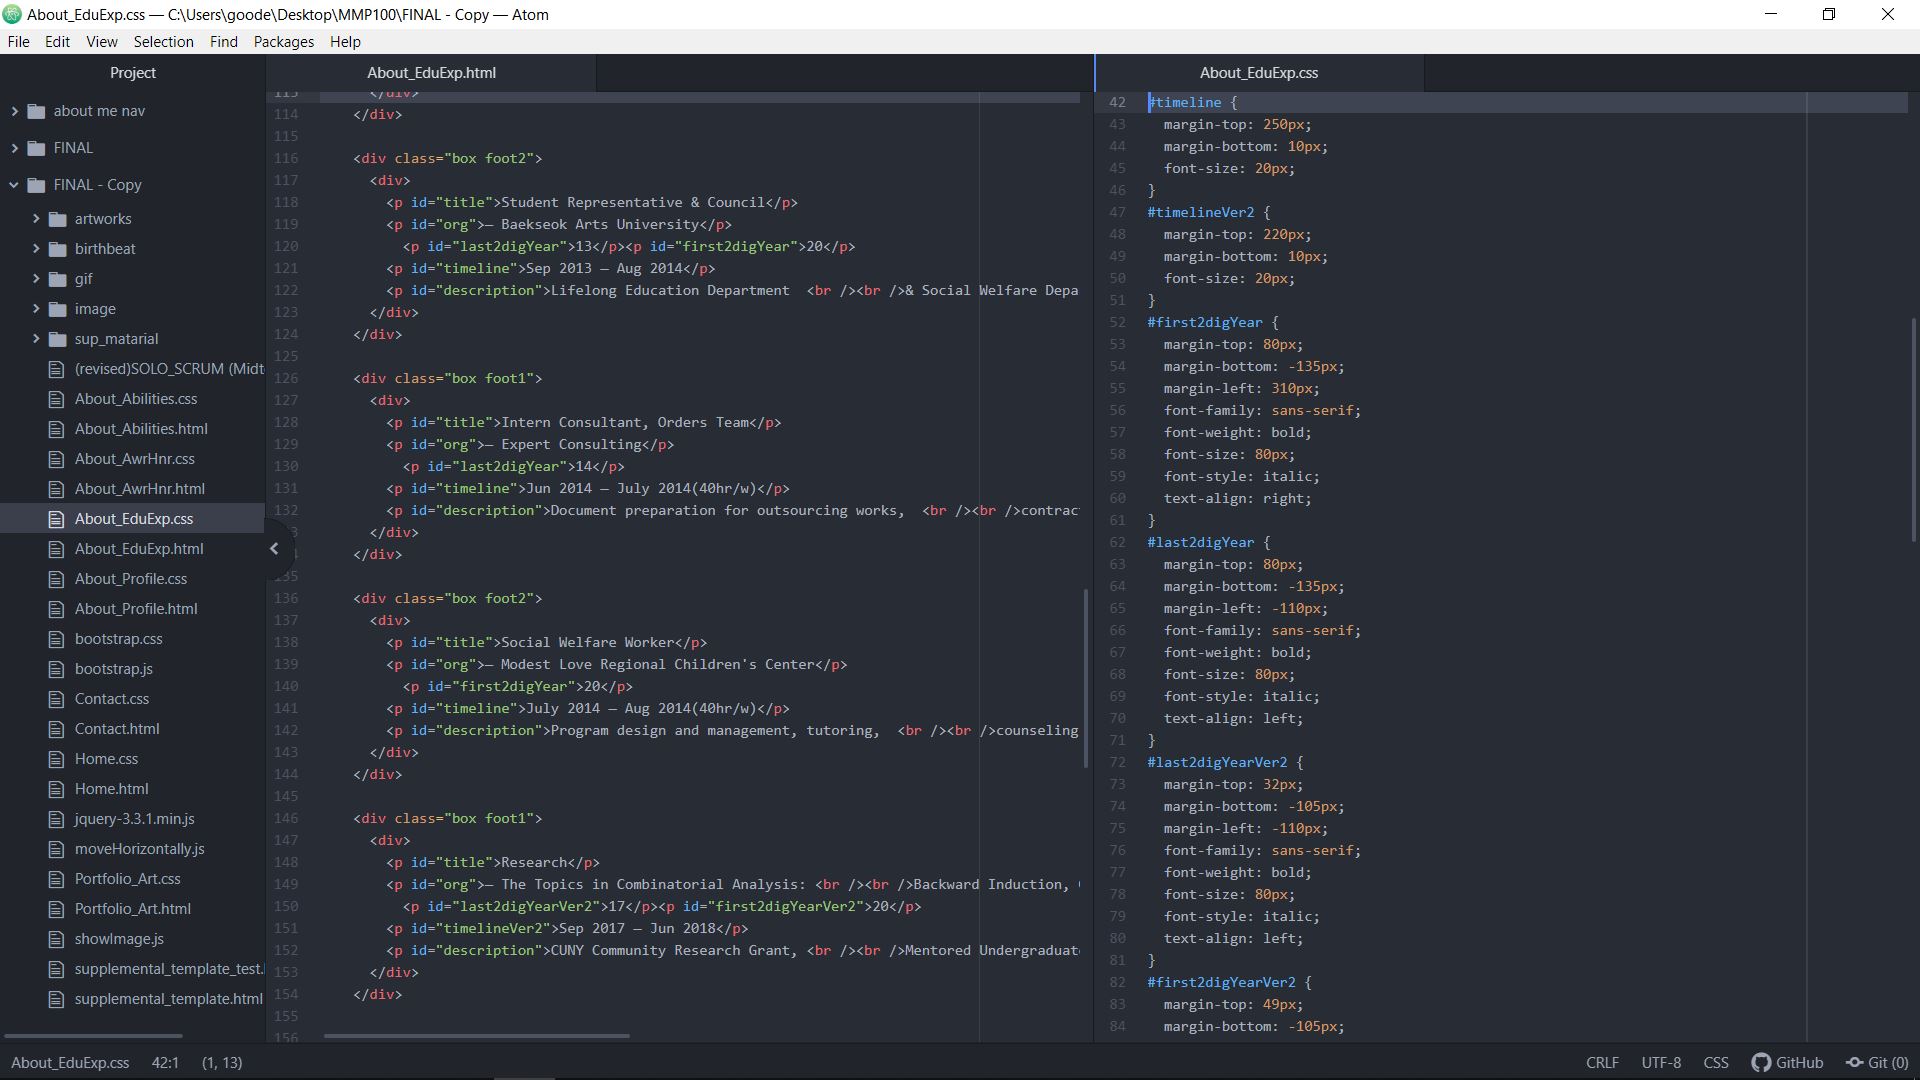 About_EduExp.css — C:\Users\goode\Desktop\MMP100\FINAL - Copy — Atom
File Edit View Selection Find Packages Help
Project
about me nav
FINAL
FINAL - Copy
artworks
birthbeat
gif
image
sup_matarial
(revised)SOLO_SCRUM (Midt
About_Abilities.css
About_Abilities.html
About_AwrHnr.css
About_AwrHnr.html
About_EduExp.css
About_EduExp.html
About_Profile.css
About_Profile.html
bootstrap.css
bootstrap.js
Contact.css
Contact.html
Home.css
Home.html
jquery-3.3.1.min.js
moveHorizontally.js
Portfolio_Art.css
Portfolio_Art.html
showImage.js
supplemental_template_test.
supplemental_template.html
About_EduExp.html
113 </div>
114 </div>
115
116 <div class="box foot2">
117 <div>
118 <p id="title">Student Representative & Council</p>
119 <p id="org">— Baekseok Arts University</p>
120 <p id="last2digYear">13</p><p id="first2digYear">20</p>
121 <p id="timeline">Sep 2013 – Aug 2014</p>
122 <p id="description">Lifelong Education Department  <br /><br />& Social Welfare Depa
123 </div>
124 </div>
125
126 <div class="box foot1">
127 <div>
128 <p id="title">Intern Consultant, Orders Team</p>
129 <p id="org">— Expert Consulting</p>
130 <p id="last2digYear">14</p>
131 <p id="timeline">Jun 2014 – July 2014(40hr/w)</p>
132 <p id="description">Document preparation for outsourcing works,  <br /><br />contrac
3 </div>
</div>
35
136 <div class="box foot2">
137 <div>
138 <p id="title">Social Welfare Worker</p>
139 <p id="org">— Modest Love Regional Children's Center</p>
140 <p id="first2digYear">20</p>
141 <p id="timeline">July 2014 – Aug 2014(40hr/w)</p>
142 <p id="description">Program design and management, tutoring,  <br /><br />counseling
143 </div>
144 </div>
145
146 <div class="box foot1">
147 <div>
148 <p id="title">Research</p>
149 <p id="org">— The Topics in Combinatorial Analysis: <br /><br />Backward Induction,
150 <p id="last2digYearVer2">17</p><p id="first2digYearVer2">20</p>
151 <p id="timelineVer2">Sep 2017 – Jun 2018</p>
152 <p id="description">CUNY Community Research Grant, <br /><br />Mentored Undergraduat
153 </div>
154 </div>
155
156
About_EduExp.css
42 #timeline {
43 margin-top: 250px;
44 margin-bottom: 10px;
45 font-size: 20px;
46 }
47 #timelineVer2 {
48 margin-top: 220px;
49 margin-bottom: 10px;
50 font-size: 20px;
51 }
52 #first2digYear {
53 margin-top: 80px;
54 margin-bottom: -135px;
55 margin-left: 310px;
56 font-family: sans-serif;
57 font-weight: bold;
58 font-size: 80px;
59 font-style: italic;
60 text-align: right;
61 }
62 #last2digYear {
63 margin-top: 80px;
64 margin-bottom: -135px;
65 margin-left: -110px;
66 font-family: sans-serif;
67 font-weight: bold;
68 font-size: 80px;
69 font-style: italic;
70 text-align: left;
71 }
72 #last2digYearVer2 {
73 margin-top: 32px;
74 margin-bottom: -105px;
75 margin-left: -110px;
76 font-family: sans-serif;
77 font-weight: bold;
78 font-size: 80px;
79 font-style: italic;
80 text-align: left;
81 }
82 #first2digYearVer2 {
83 margin-top: 49px;
84 margin-bottom: -105px;
About_EduExp.css 42:1 (1, 13) CRLF UTF-8 CSS GitHub Git (0)